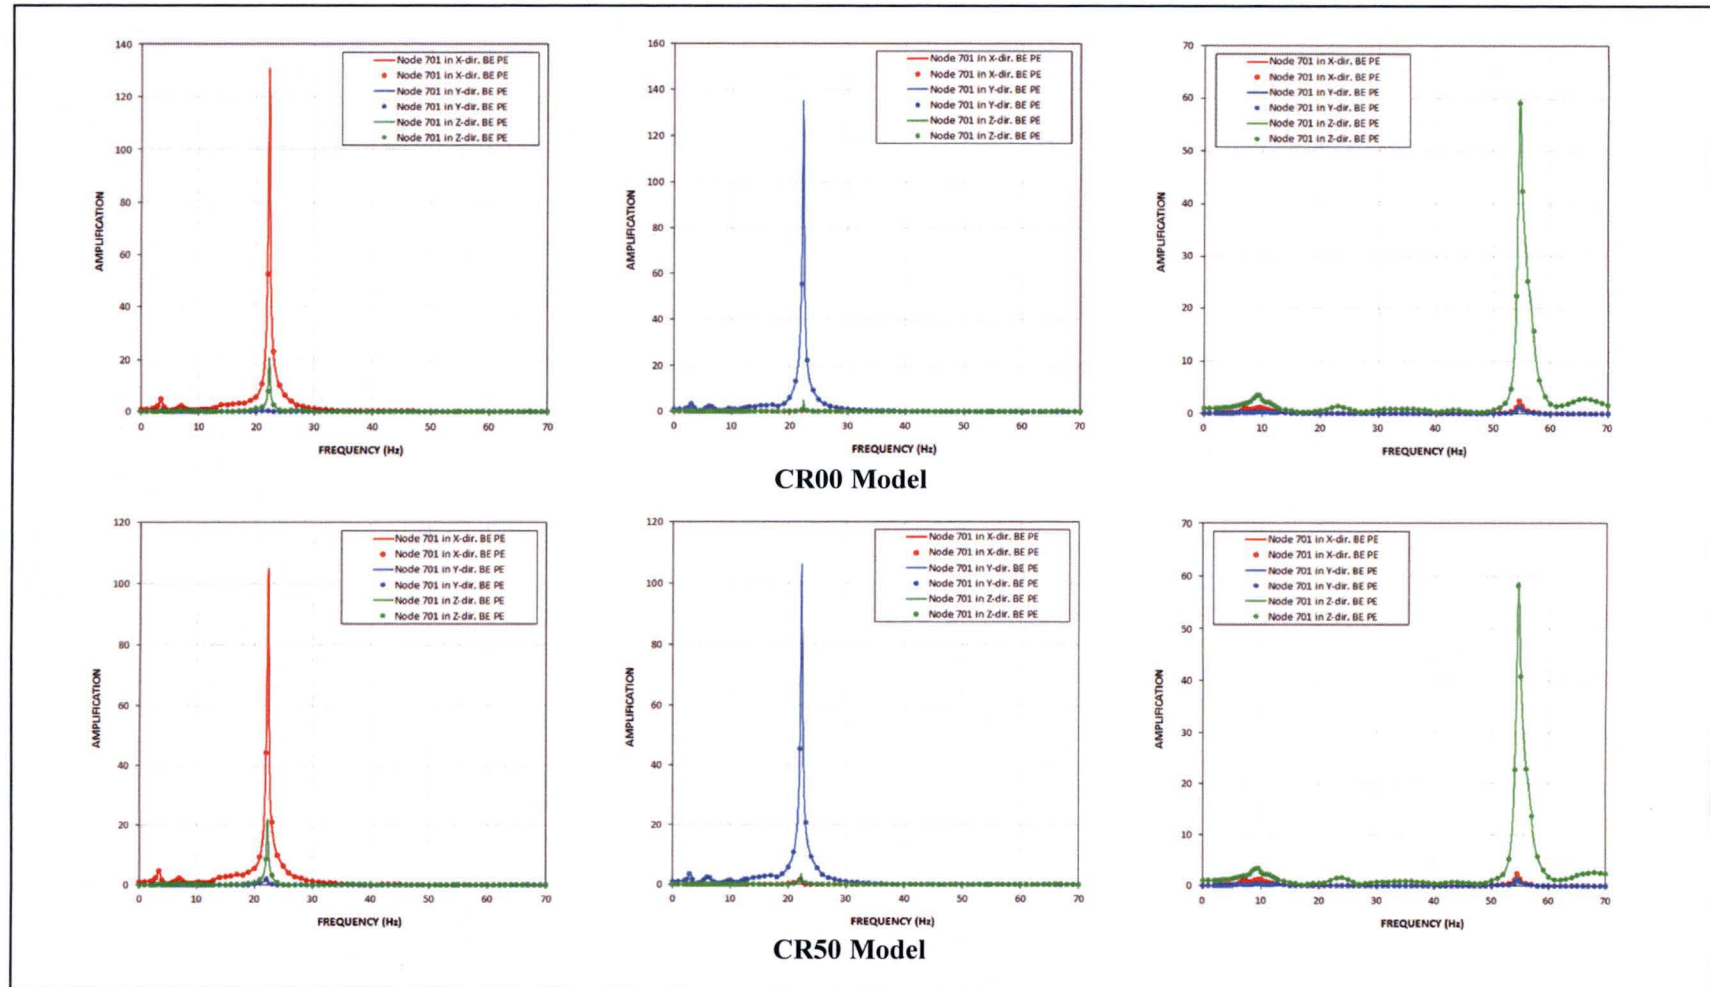 140
120
100
80
60
40
20
0
AMPLIFICATION
Node 701 in X-dir. BE PE
Node 701 in X-dir. BE PE
Node 701 in Y-dir. BE PE
Node 701 in Y-dir. BE PE
Node 701 in Z-dir. BE PE
Node 701 in Z-dir. BE PE
0 10 20 30 40 50 60 70
FREQUENCY (Hz)
160
140
120
100
80
60
40
20
0
AMPLIFICATION
Node 701 in X-dir. BE PE
Node 701 in X-dir. BE PE
Node 701 in Y-dir. BE PE
Node 701 in Y-dir. BE PE
Node 701 in Z-dir. BE PE
Node 701 in Z-dir. BE PE
0 10 20 30 40 50 60 70
FREQUENCY (Hz)
70
60
50
40
30
20
10
0
AMPLIFICATION
Node 701 in X-dir. BE PE
Node 701 in X-dir. BE PE
Node 701 in Y-dir. BE PE
Node 701 in Y-dir. BE PE
Node 701 in Z-dir. BE PE
Node 701 in Z-dir. BE PE
0 10 20 30 40 50 60 70
FREQUENCY (Hz)
CR00 Model
120
100
80
60
40
20
0
AMPLIFICATION
Node 701 in X-dir. BE PE
Node 701 in X-dir. BE PE
Node 701 in Y-dir. BE PE
Node 701 in Y-dir. BE PE
Node 701 in Z-dir. BE PE
Node 701 in Z-dir. BE PE
0 10 20 30 40 50 60 70
FREQUENCY (Hz)
120
100
80
60
40
20
0
AMPLIFICATION
Node 701 in X-dir. BE PE
Node 701 in X-dir. BE PE
Node 701 in Y-dir. BE PE
Node 701 in Y-dir. BE PE
Node 701 in Z-dir. BE PE
Node 701 in Z-dir. BE PE
0 10 20 30 40 50 60 70
FREQUENCY (Hz)
70
60
50
40
30
20
10
0
AMPLIFICATION
Node 701 in X-dir. BE PE
Node 701 in X-dir. BE PE
Node 701 in Y-dir. BE PE
Node 701 in Y-dir. BE PE
Node 701 in Z-dir. BE PE
Node 701 in Z-dir. BE PE
0 10 20 30 40 50 60 70
FREQUENCY (Hz)
CR50 Model